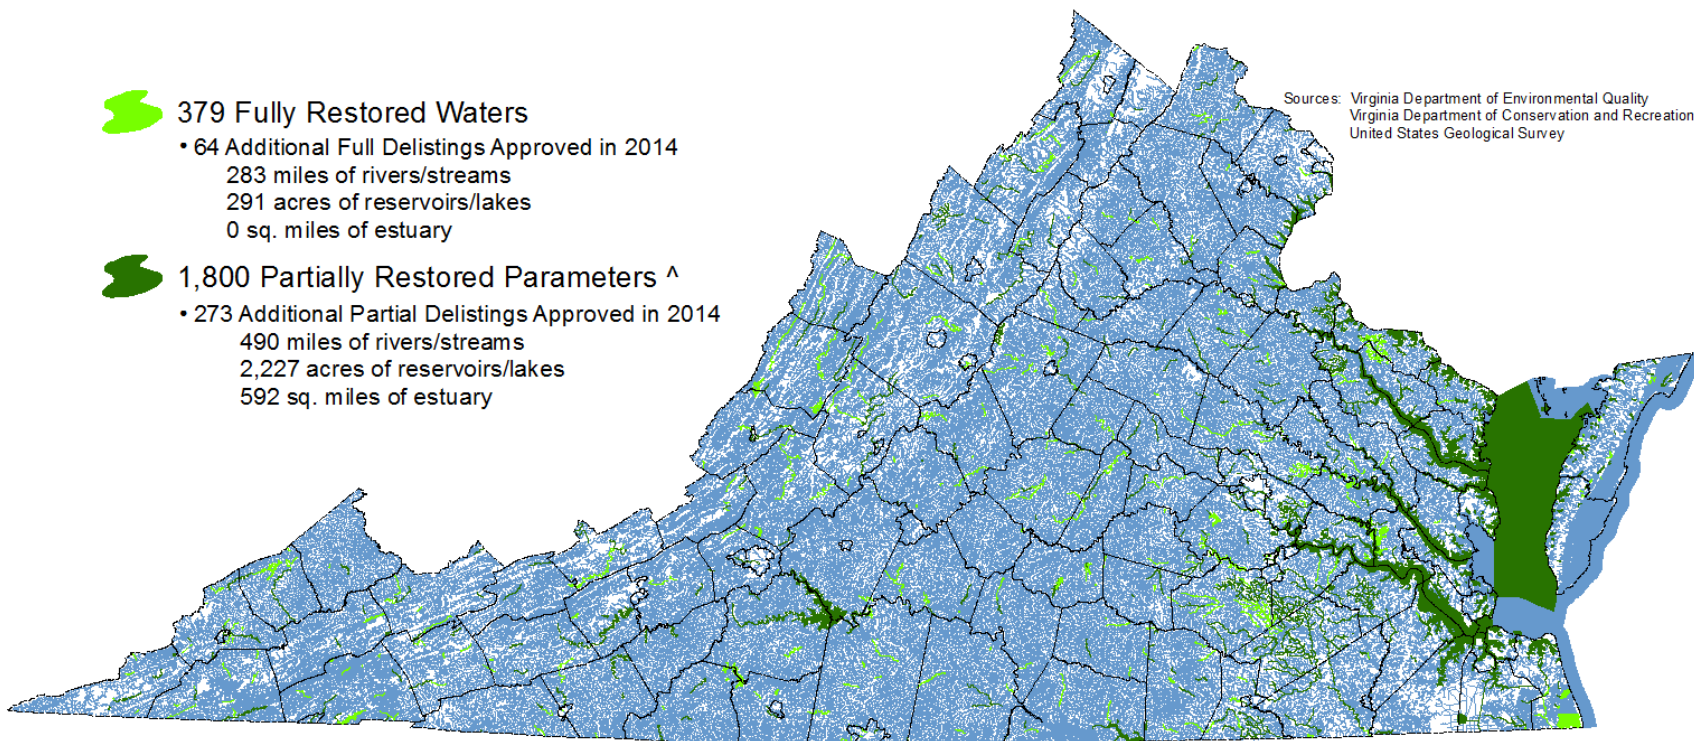 379 Fully Restored Waters
• 64 Additional Full Delistings Approved in 2014
283 miles of rivers/streams
291 acres of reservoirs/lakes
0 sq. miles of estuary
1,800 Partially Restored Parameters ^
• 273 Additional Partial Delistings Approved in 2014
490 miles of rivers/streams
2,227 acres of reservoirs/lakes
592 sq. miles of estuary
Sources: Virginia Department of Environmental Quality
Virginia Department of Conservation and Recreation
United States Geological Survey